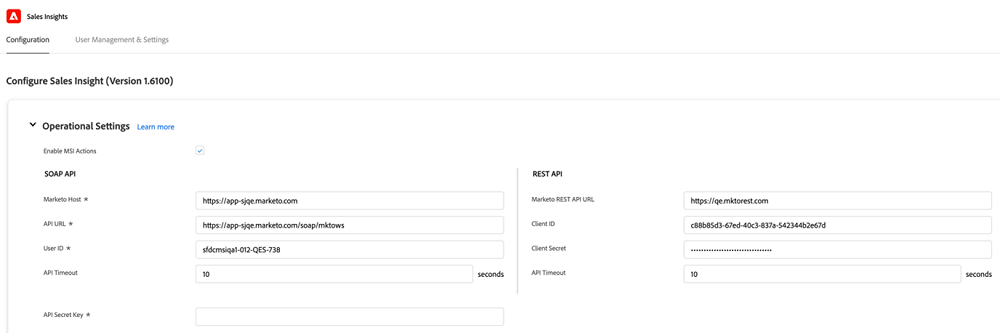 Sales Insights
Configuration User Management & Settings
Configure Sales Insight (Version 1.6100)
Operational Settings Learn more
Enable MSI Actions
SOAP API REST API
Marketo Host * https://app-sjqe.marketo.com Marketo REST API URL https://qe.mktorest.com
API URL * https://app-sjqe.marketo.com/soap/mktows Client ID c88b85d3-67ed-40c3-837a-542344b2e67d
User ID * sfdcmsiqa1-012-QES-738 Client Secret ••••••••••••••••••••••••••••••••
API Timeout 10 seconds API Timeout 10 seconds
API Secret Key *